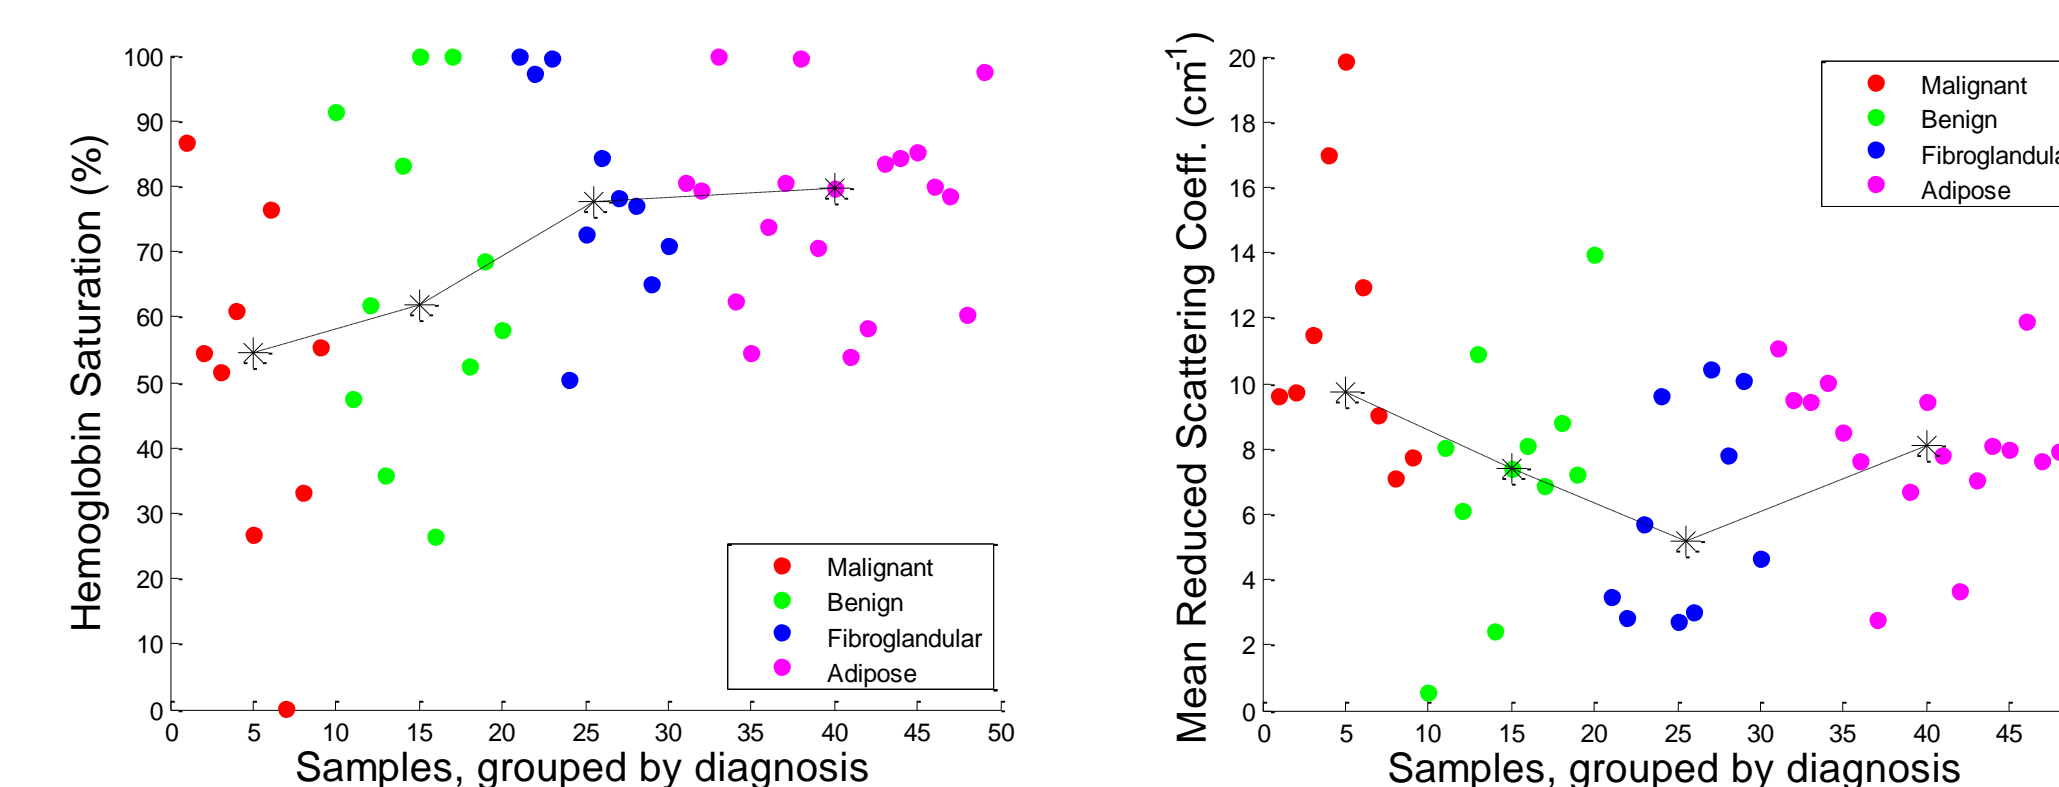 Hemoglobin Saturation (%)
100
90
80
70
60
50
40
30
20
10
0
0 5 10 15 20 25 30 35 40 45 50
Samples, grouped by diagnosis
Malignant
Benign
Fibroglandular
Adipose
Mean Reduced Scattering Coeff. (cm⁻¹)
20
18
16
14
12
10
8
6
4
2
0
0 5 10 15 20 25 30 35 40 45
Samples, grouped by diagnosis
Malignant
Benign
Fibroglandula
Adipose